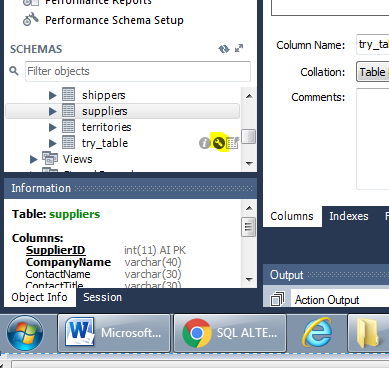 Performance Reports
Performance Schema Setup
SCHEMAS
Filter objects
shippers
suppliers
territories
try_table
Views
Information
Table: suppliers
Columns:
SupplierID int(11) AI PK
CompanyName varchar(40)
ContactName varchar(30)
ContactTitle varchar(30)
Object Info Session
Column Name: try_tab
Collation: Table
Comments:
Columns Indexes F
Output
Action Output
Microsoft...
SQL ALTE...